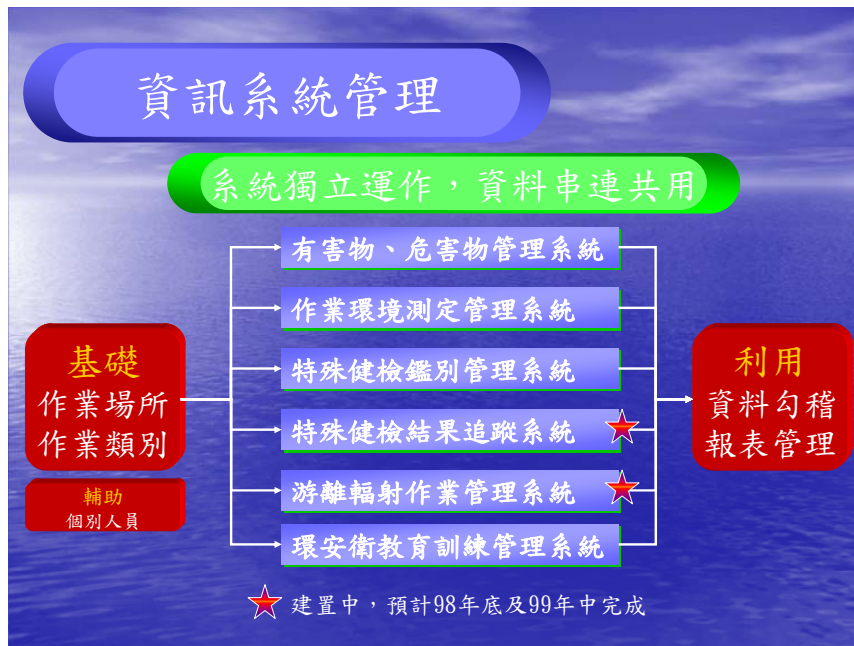 資訊系統管理
系統獨立運作，資料串連共用
有害物、危害物管理系統
作業環境測定管理系統
特殊健檢鑑別管理系統
特殊健檢結果追蹤系統
游離輻射作業管理系統
環安衛教育訓練管理系統
基礎
作業場所
作業類別
輔助
個別人員
利用
資料勾稽
報表管理
建置中，預計98年底及99年中完成